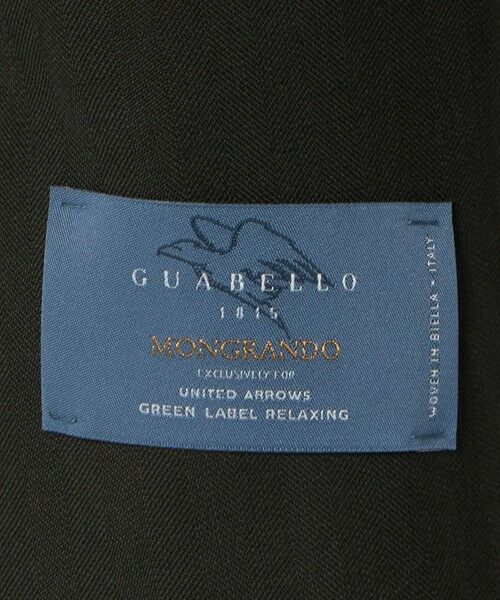 GUABELLO
1815
MONGRANDO
EXCLUSIVELY FOR
UNITED ARROWS
GREEN LABEL RELAXING
WOVEN IN BIELLA - ITALY